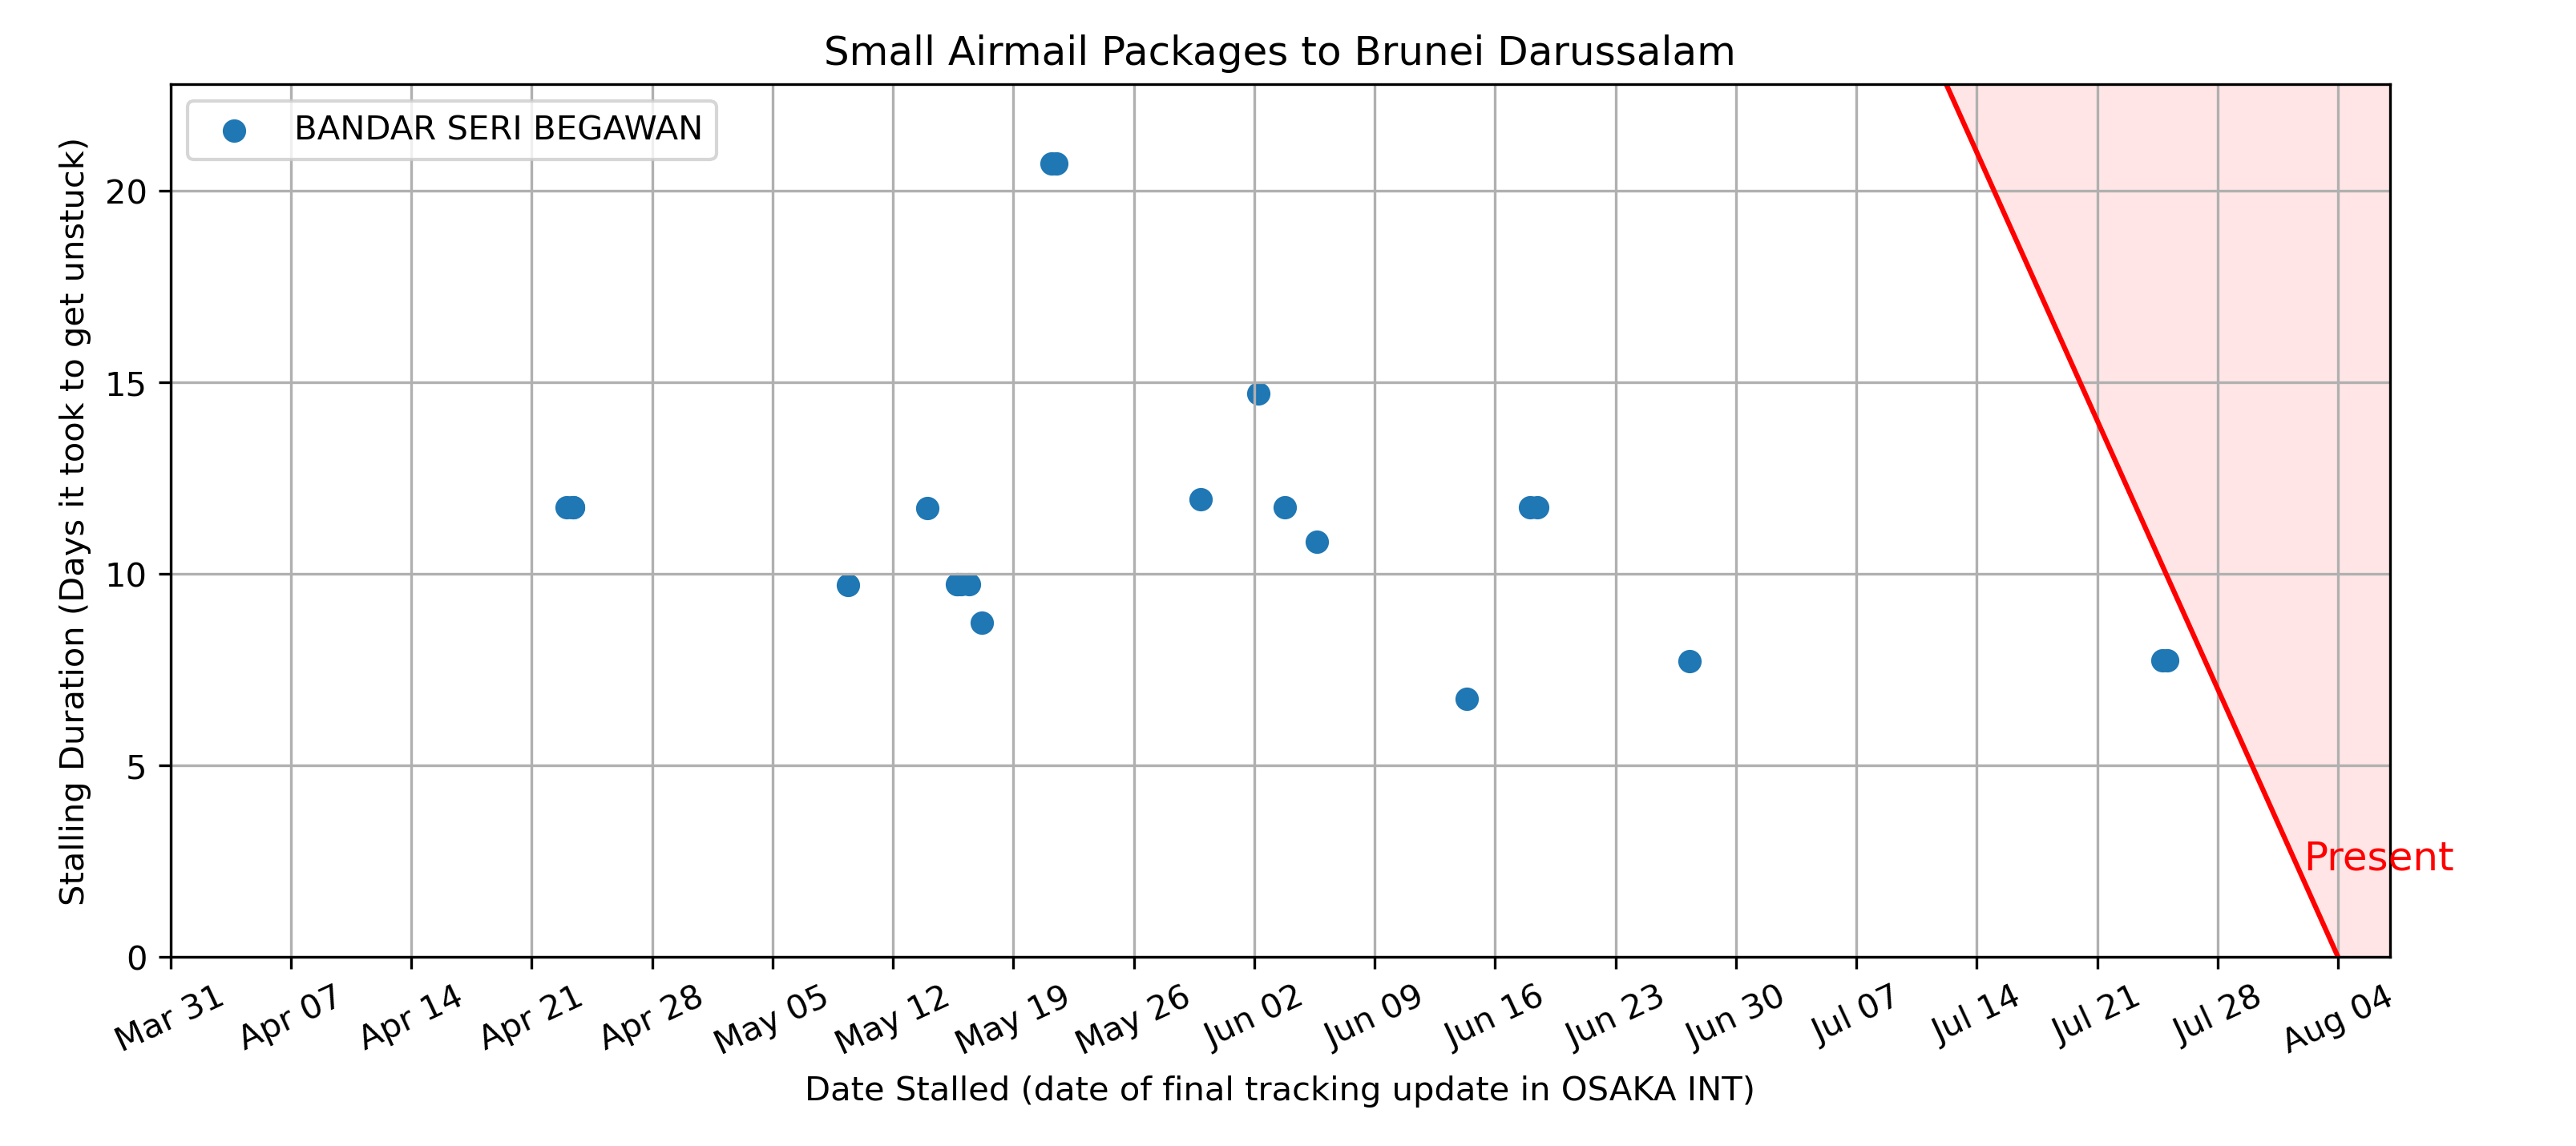 Small Airmail Packages to Brunei Darussalam
BANDAR SERI BEGAWAN
Stalling Duration (Days it took to get unstuck)
20
15
10
5
0
Present
Mar 31
Apr 07
Apr 14
Apr 21
Apr 28
May 05
May 12
May 19
May 26
Jun 02
Jun 09
Jun 16
Jun 23
Jun 30
Jul 07
Jul 14
Jul 21
Jul 28
Aug 04
Date Stalled (date of final tracking update in OSAKA INT)